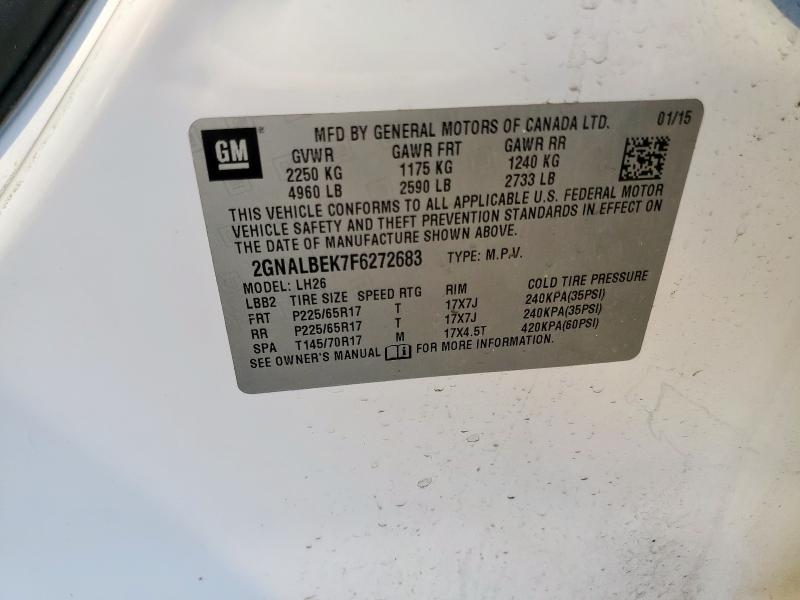 GM
MFD BY GENERAL MOTORS OF CANADA LTD. 01/15
GVWR GAWR FRT GAWR RR
2250 KG 1175 KG 1240 KG
4960 LB 2590 LB 2733 LB
THIS VEHICLE CONFORMS TO ALL APPLICABLE U.S. FEDERAL MOTOR
VEHICLE SAFETY AND THEFT PREVENTION STANDARDS IN EFFECT ON
THE DATE OF MANUFACTURE SHOWN ABOVE.
2GNALBEK7F6272683 TYPE: M.P.V.
MODEL: LH26
LBB2 TIRE SIZE SPEED RTG RIM COLD TIRE PRESSURE
FRT P225/65R17 T 17X7J 240KPA(35PSI)
RR P225/65R17 T 17X7J 240KPA(35PSI)
SPA T145/70R17 M 17X4.5T 420KPA(60PSI)
SEE OWNER'S MANUAL FOR MORE INFORMATION.